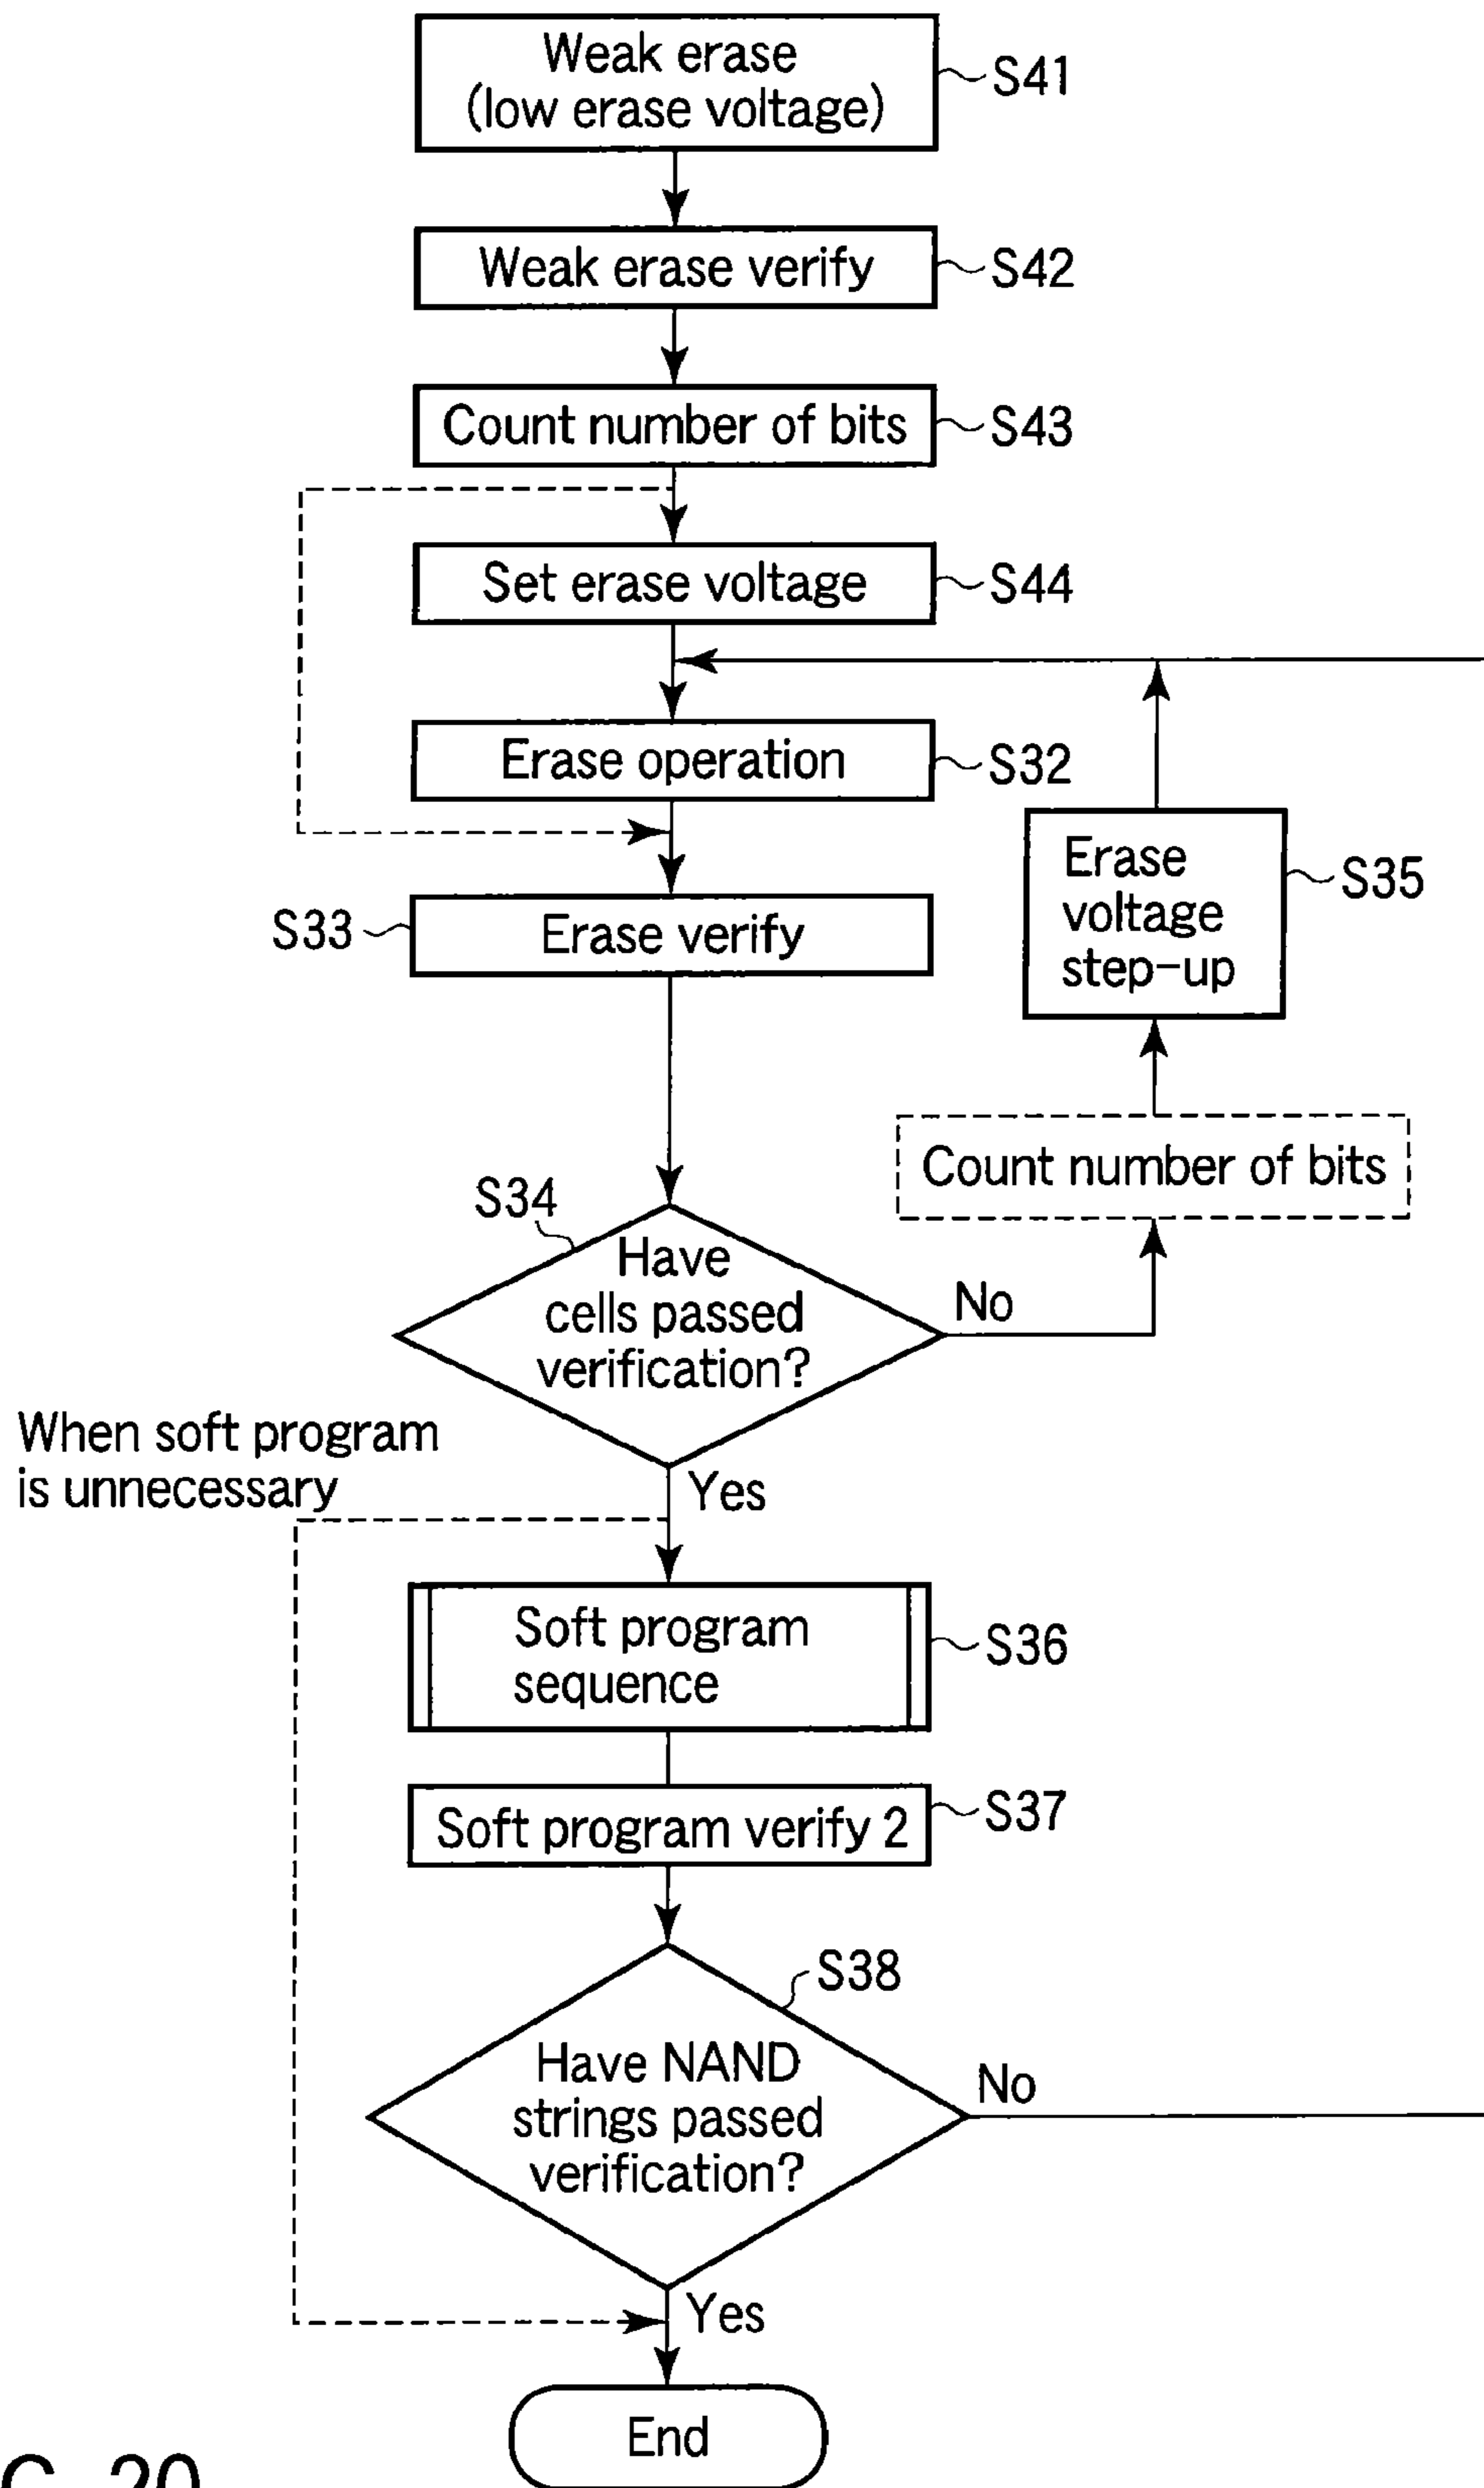 Weak erase
(low erase voltage)
S41
Weak erase verify
S42
Count number of bits
S43
Set erase voltage
S44
Erase operation
S32
Erase
voltage
step-up
S35
S33
Erase verify
Count number of bits
S34
Have
cells passed
verification?
No
When soft program
is unnecessary
Yes
Soft program
sequence
S36
Soft program verify 2
S37
S38
Have NAND
strings passed
verification?
No
Yes
End
G. 20